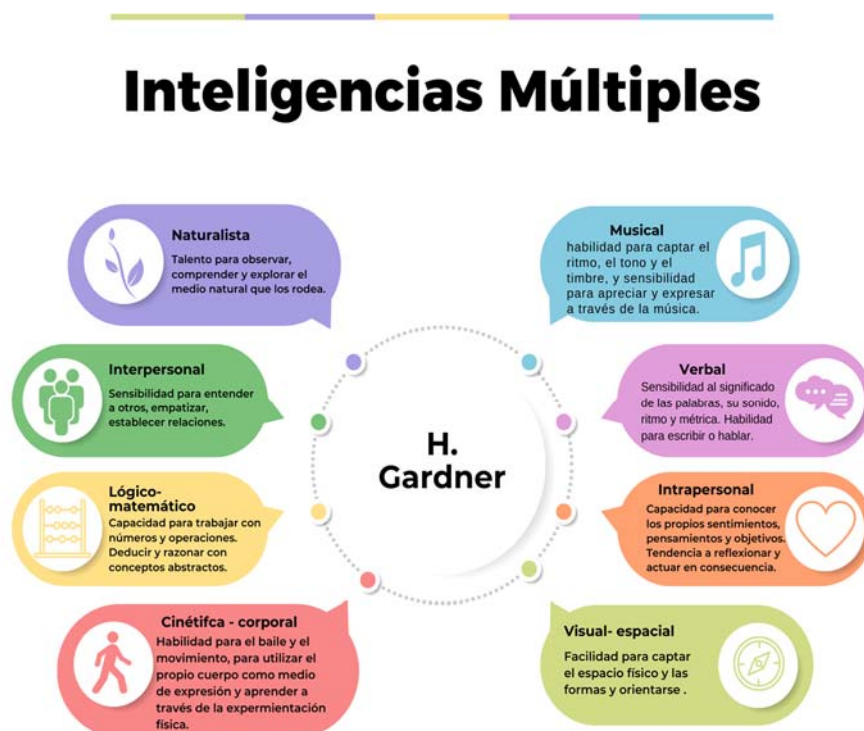 Inteligencias Múltiples
Naturalista
Talento para observar,
comprender y explorar el
medio natural que los rodea.
Musical
habilidad para captar el
ritmo, el tono y el
timbre, y sensibilidad
para apreciar y expresar
a través de la música.
Interpersonal
Sensibilidad para entender
a otros, empatizar,
establecer relaciones.
Verbal
Sensibilidad al significado
de las palabras, su sonido,
ritmo y métrica. Habilidad
para escribir o hablar.
H.
Gardner
Lógico-
matemático
Capacidad para trabajar con
números y operaciones.
Deducir y razonar con
conceptos abstractos.
Intrapersonal
Capacidad para conocer
los propios sentimientos,
pensamientos y objetivos.
Tendencia a reflexionar y
actuar en consecuencia.
Cinétifca - corporal
Habilidad para el baile y el
movimiento, para utilizar el
propio cuerpo como medio
de expresión y aprender a
través de la expermientación
física.
Visual- espacial
Facilidad para captar
el espacio físico y las
formas y orientarse .